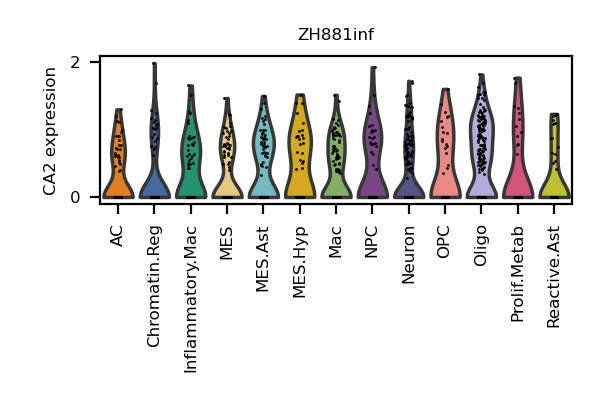 ZH881inf
CA2 expression
2
0
AC
Chromatin.Reg
Inflammatory.Mac
MES
MES.Ast
MES.Hyp
Mac
NPC
Neuron
OPC
Oligo
Prolif.Metab
Reactive.Ast